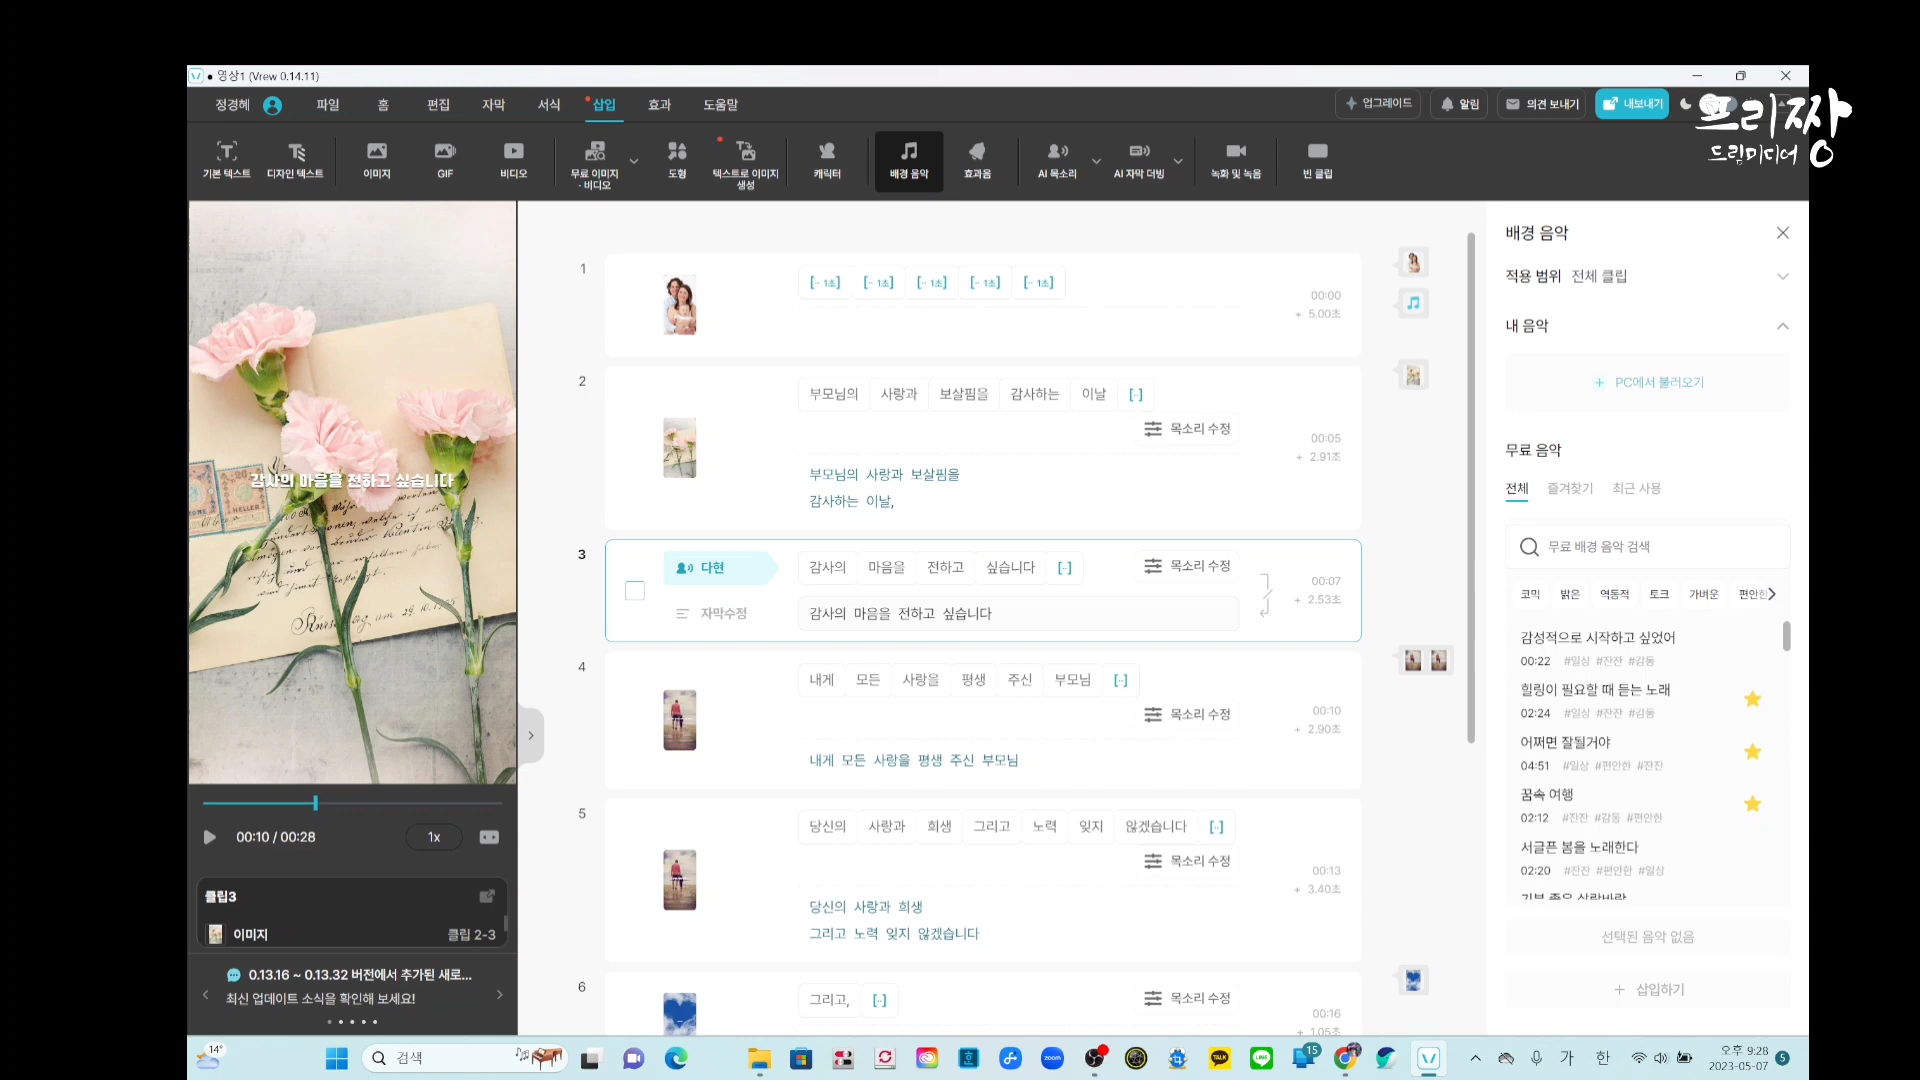 영상1 (Vrew 0.14.11)
정경혜 파일 홈 편집 자막 서식 삽입 효과 도움말
업그레이드 알림 의견 보내기 내보내기
프리짱
드림미디어
기본 텍스트 디자인 텍스트 이미지 GIF 비디오 무료 이미지 · 비디오 도형 텍스트로 이미지 생성 캐릭터 배경 음악 효과음 AI 목소리 AI 자막 더빙 녹화 및 녹음 빈 클립
감사의 마음을 전하고 싶습니다
00:10 / 00:28 1x
클립3
이미지 클립 2-3
0.13.16 ~ 0.13.32 버전에서 추가된 새로...
최신 업데이트 소식을 확인해 보세요!
1
[·· 1초] [·· 1초] [·· 1초] [·· 1초] [·· 1초]
00:00
+ 5.00초
2
부모님의 사랑과 보살핌을 감사하는 이날 [··]
목소리 수정
00:05
+ 2.91초
부모님의 사랑과 보살핌을
감사하는 이날,
3
다현 감사의 마음을 전하고 싶습니다 [··] 목소리 수정
00:07
+ 2.53초
자막수정 감사의 마음을 전하고 싶습니다
4
내게 모든 사랑을 평생 주신 부모님 [··]
목소리 수정
00:10
+ 2.90초
내게 모든 사랑을 평생 주신 부모님
5
당신의 사랑과 희생 그리고 노력 잊지 않겠습니다 [··]
목소리 수정
00:13
+ 3.40초
당신의 사랑과 희생
그리고 노력 잊지 않겠습니다
6
그리고, [··] 목소리 수정
00:16
+ 1.05초
배경 음악
적용 범위 전체 클립
내 음악
+ PC에서 불러오기
무료 음악
전체 즐겨찾기 최근 사용
무료 배경 음악 검색
코믹 밝은 역동적 토크 가벼운 편안한
감성적으로 시작하고 싶었어
00:22 #일상 #잔잔 #감동
힐링이 필요할 때 듣는 노래
02:24 #일상 #잔잔 #감동
어쩌면 잘될거야
04:51 #일상 #편안한 #잔잔
꿈속 여행
02:12 #잔잔 #감동 #편안한
서글픈 봄을 노래한다
02:20 #잔잔 #편안한 #일상
선택된 음악 없음
+ 삽입하기
14° 검색 zoom TALK LINE 15 가 한 오후 9:28 5
2023-05-07